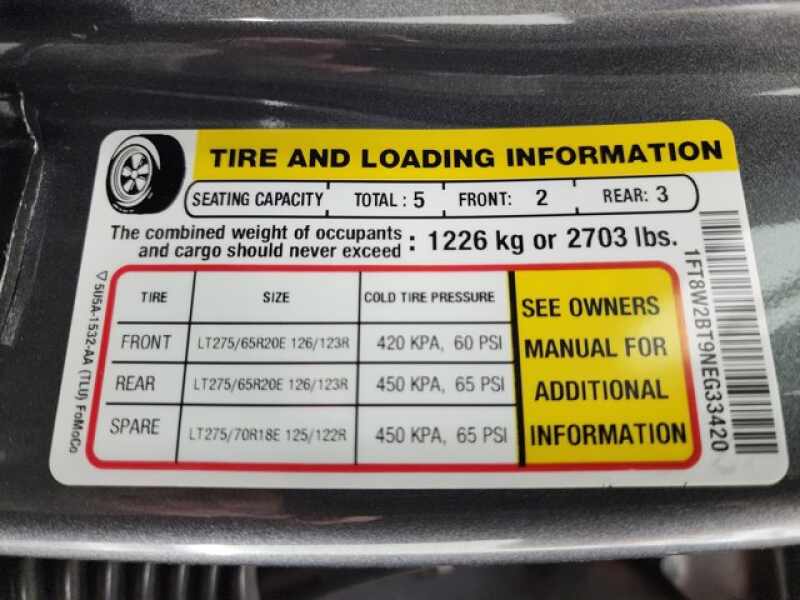 TIRE AND LOADING INFORMATION
SEATING CAPACITY TOTAL : 5 FRONT: 2 REAR: 3
The combined weight of occupants
and cargo should never exceed : 1226 kg or 2703 lbs.
TIRE SIZE COLD TIRE PRESSURE
FRONT LT275/65R20E 126/123R 420 KPA, 60 PSI
REAR LT275/65R20E 126/123R 450 KPA, 65 PSI
SPARE LT275/70R18E 125/122R 450 KPA, 65 PSI
SEE OWNERS
MANUAL FOR
ADDITIONAL
INFORMATION
1FT8W2BT9NEG33420
5U5A-1532-AA (TLU) FoMoCo